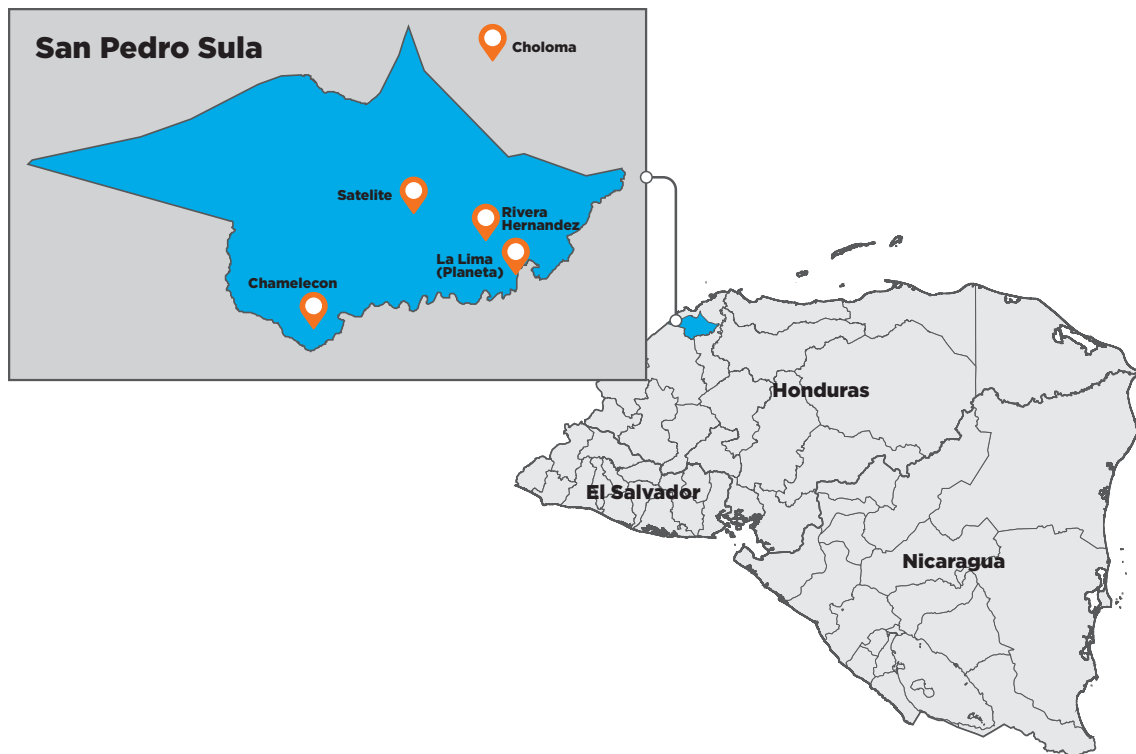 San Pedro Sula
Choloma
Satelite
Rivera
Hernandez
La Lima
(Planeta)
Chamelecon
Honduras
El Salvador
Nicaragua